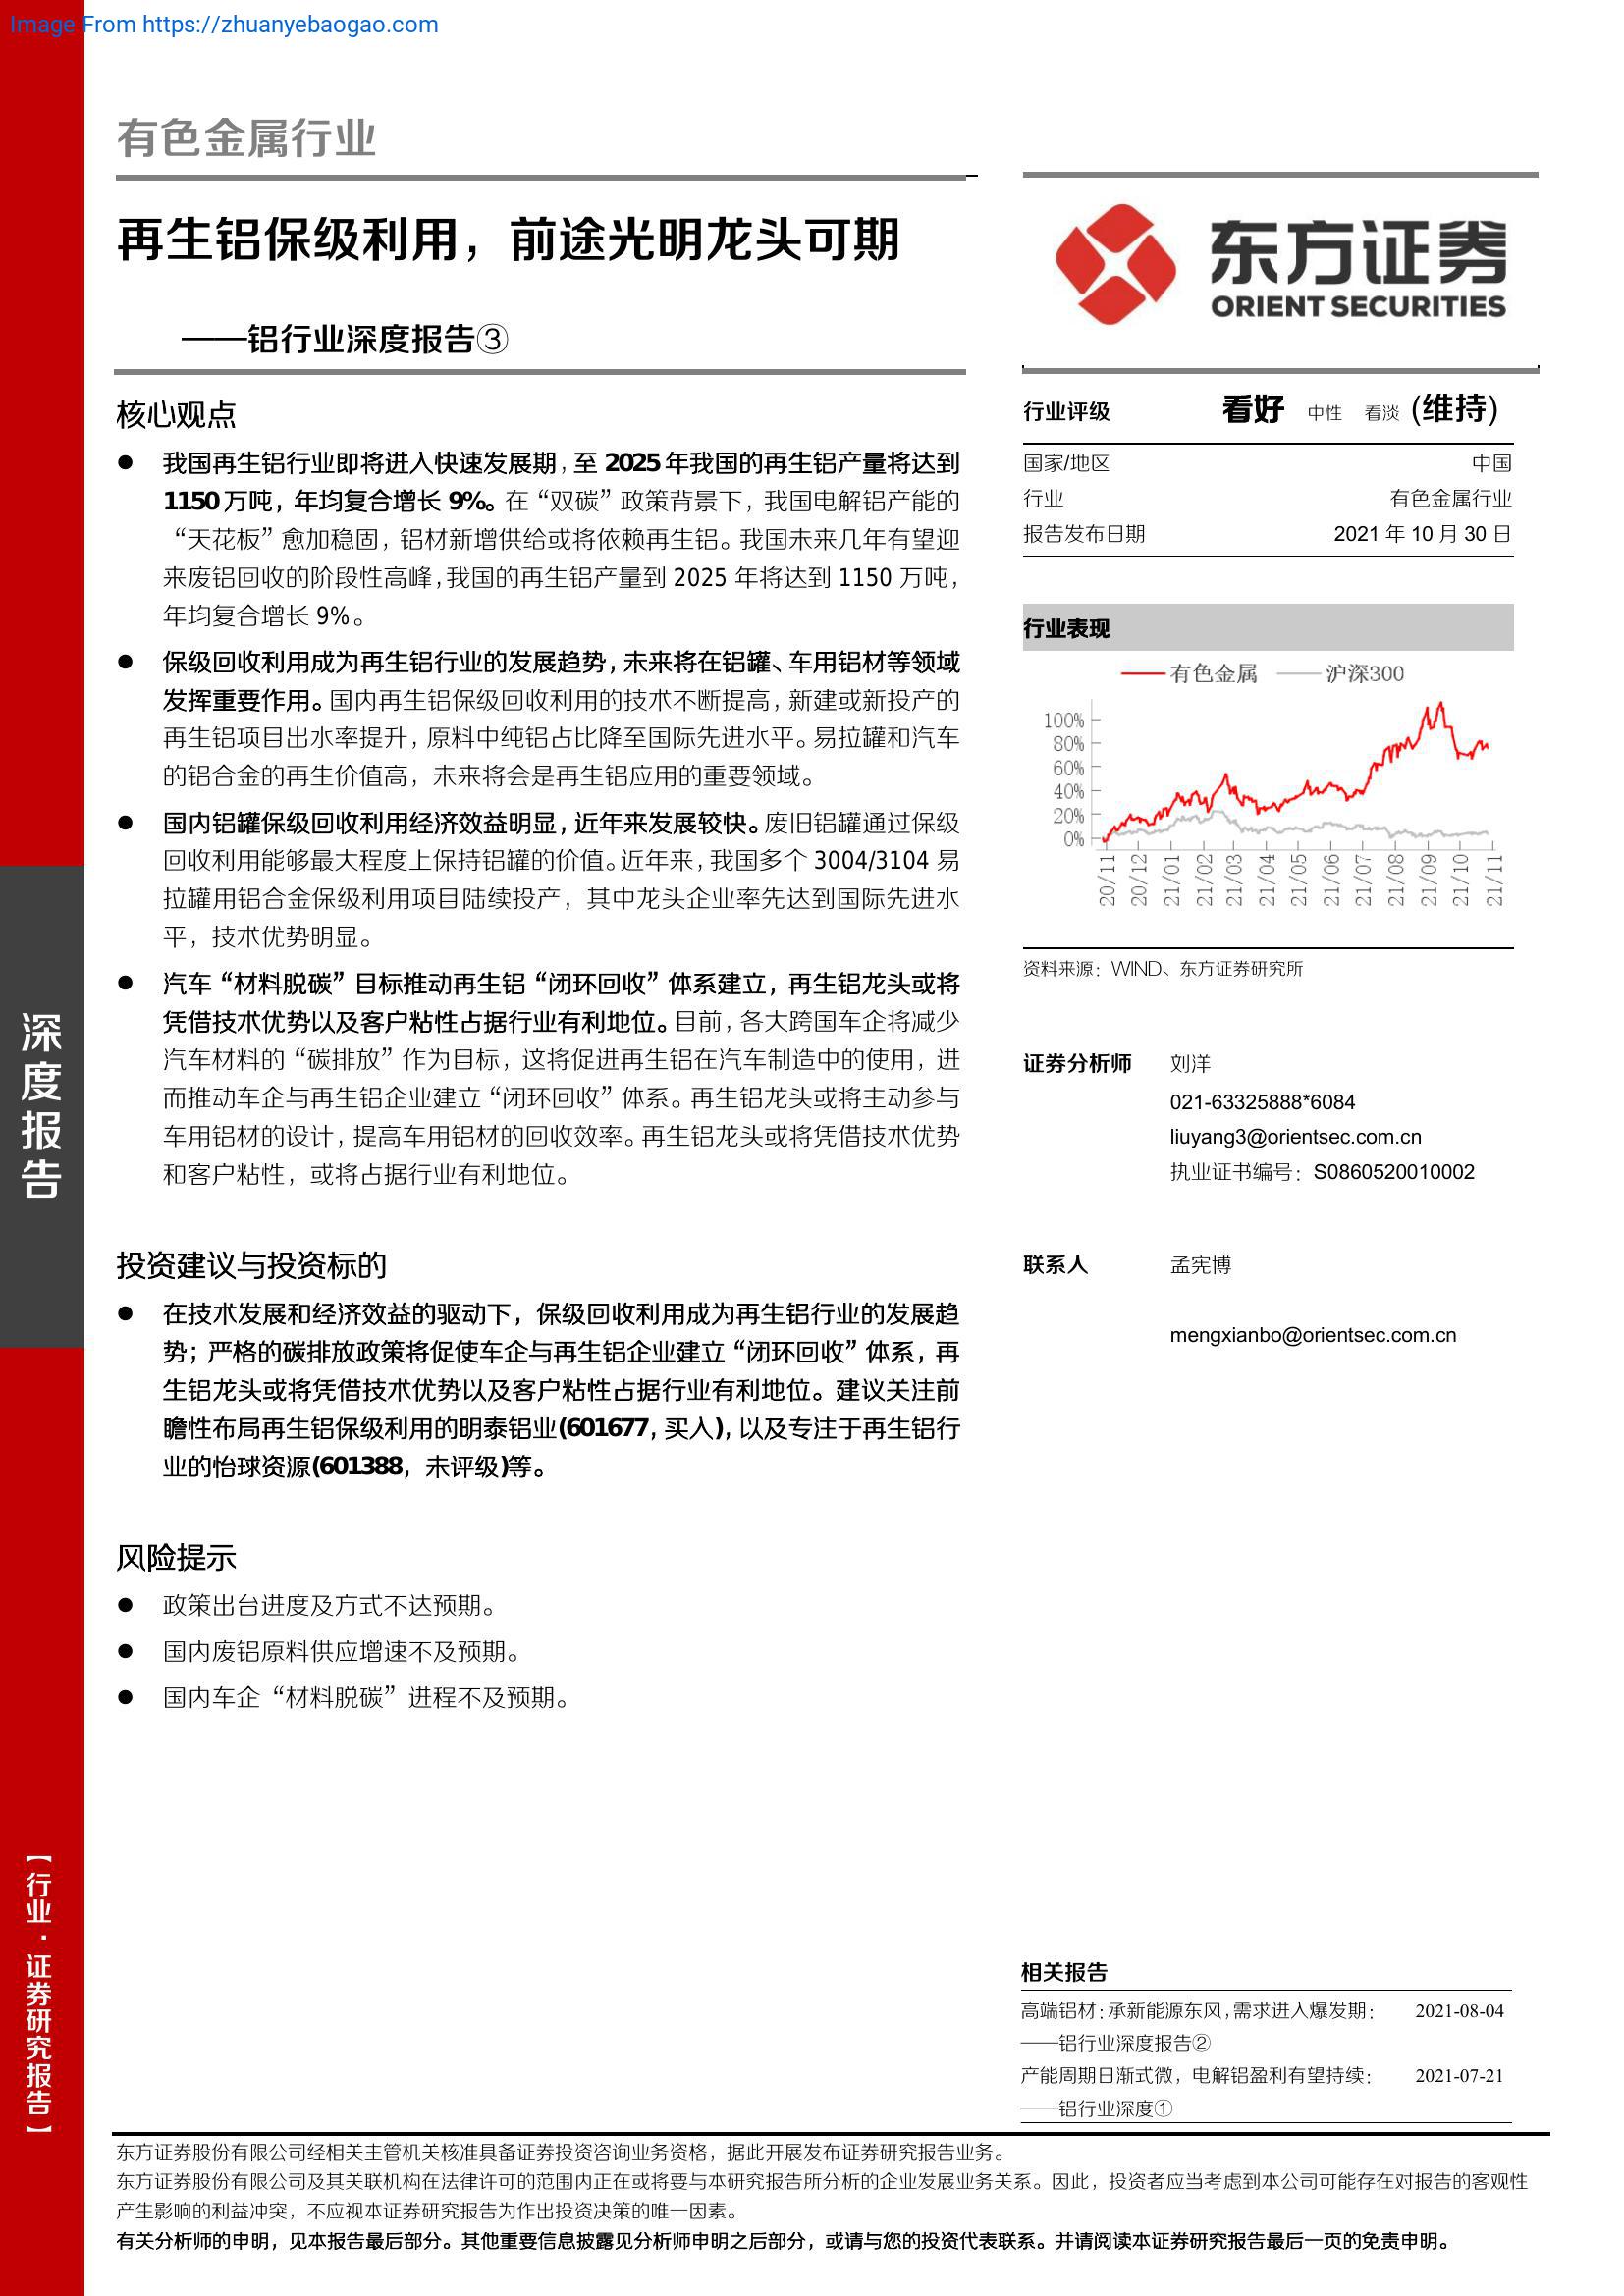 Image From https://zhuanyebaogao.com
有色金属行业
再生铝保级利用，前途光明龙头可期
——铝行业深度报告③
核心观点
● 我国再生铝行业即将进入快速发展期，至 2025 年我国的再生铝产量将达到
1150 万吨，年均复合增长 9%。在“双碳”政策背景下，我国电解铝产能的
“天花板”愈加稳固，铝材新增供给或将依赖再生铝。我国未来几年有望迎
来废铝回收的阶段性高峰，我国的再生铝产量到 2025 年将达到 1150 万吨，
年均复合增长 9%。
● 保级回收利用成为再生铝行业的发展趋势，未来将在铝罐、车用铝材等领域
发挥重要作用。国内再生铝保级回收利用的技术不断提高，新建或新投产的
再生铝项目出水率提升，原料中纯铝占比降至国际先进水平。易拉罐和汽车
的铝合金的再生价值高，未来将会是再生铝应用的重要领域。
● 国内铝罐保级回收利用经济效益明显，近年来发展较快。废旧铝罐通过保级
回收利用能够最大程度上保持铝罐的价值。近年来，我国多个 3004/3104 易
拉罐用铝合金保级利用项目陆续投产，其中龙头企业率先达到国际先进水
平，技术优势明显。
● 汽车“材料脱碳”目标推动再生铝“闭环回收”体系建立，再生铝龙头或将
凭借技术优势以及客户粘性占据行业有利地位。目前，各大跨国车企将减少
汽车材料的“碳排放”作为目标，这将促进再生铝在汽车制造中的使用，进
而推动车企与再生铝企业建立“闭环回收”体系。再生铝龙头或将主动参与
车用铝材的设计，提高车用铝材的回收效率。再生铝龙头或将凭借技术优势
和客户粘性，或将占据行业有利地位。
投资建议与投资标的
● 在技术发展和经济效益的驱动下，保级回收利用成为再生铝行业的发展趋
势；严格的碳排放政策将促使车企与再生铝企业建立“闭环回收”体系，再
生铝龙头或将凭借技术优势以及客户粘性占据行业有利地位。建议关注前
瞻性布局再生铝保级利用的明泰铝业(601677，买入)，以及专注于再生铝行
业的怡球资源(601388，未评级)等。
风险提示
● 政策出台进度及方式不达预期。
● 国内废铝原料供应增速不及预期。
● 国内车企“材料脱碳”进程不及预期。
东方证券
ORIENT SECURITIES
行业评级 看好 中性 看淡 (维持)
国家/地区 中国
行业 有色金属行业
报告发布日期 2021 年 10 月 30 日
行业表现
有色金属 沪深300
100%
80%
60%
40%
20%
0%
20/11 20/12 21/01 21/02 21/03 21/04 21/05 21/06 21/07 21/08 21/09 21/10 21/11
资料来源：WIND、东方证券研究所
证券分析师 刘洋
021-63325888*6084
liuyang3@orientsec.com.cn
执业证书编号：S0860520010002
联系人 孟宪博
mengxianbo@orientsec.com.cn
相关报告
高端铝材：承新能源东风，需求进入爆发期： 2021-08-04
——铝行业深度报告②
产能周期日渐式微，电解铝盈利有望持续： 2021-07-21
——铝行业深度①
深度报告
【行业·证券研究报告】
东方证券股份有限公司经相关主管机关核准具备证券投资咨询业务资格，据此开展发布证券研究报告业务。
东方证券股份有限公司及其关联机构在法律许可的范围内正在或将要与本研究报告所分析的企业发展业务关系。因此，投资者应当考虑到本公司可能存在对报告的客观性
产生影响的利益冲突，不应视本证券研究报告为作出投资决策的唯一因素。
有关分析师的申明，见本报告最后部分。其他重要信息披露见分析师申明之后部分，或请与您的投资代表联系。并请阅读本证券研究报告最后一页的免责申明。